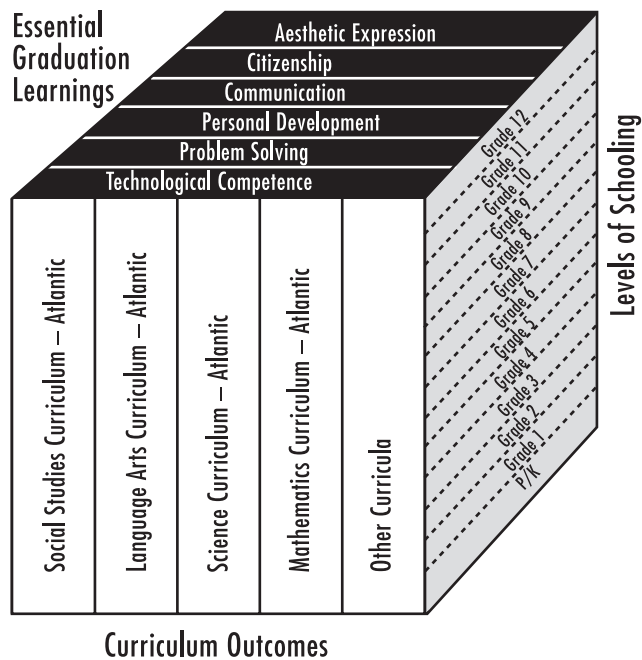 Essential
Graduation
Learnings
Aesthetic Expression
Citizenship
Communication
Personal Development
Problem Solving
Technological Competence
Social Studies Curriculum – Atlantic
Language Arts Curriculum – Atlantic
Science Curriculum – Atlantic
Mathematics Curriculum – Atlantic
Other Curricula
Grade 12
Grade 11
Grade 10
Grade 9
Grade 8
Grade 7
Grade 6
Grade 5
Grade 4
Grade 3
Grade 2
Grade 1
P/K
Levels of Schooling
Curriculum Outcomes